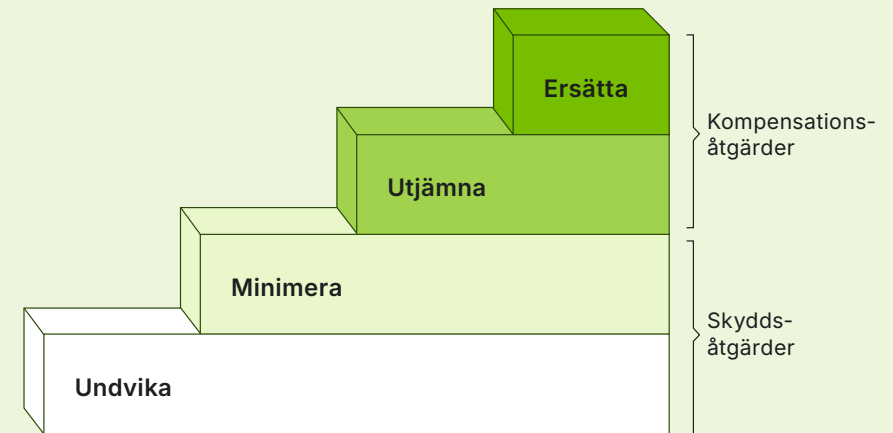 Ersätta
Kompensations-
åtgärder
Utjämna
Minimera
Skydds-
åtgärder
Undvika